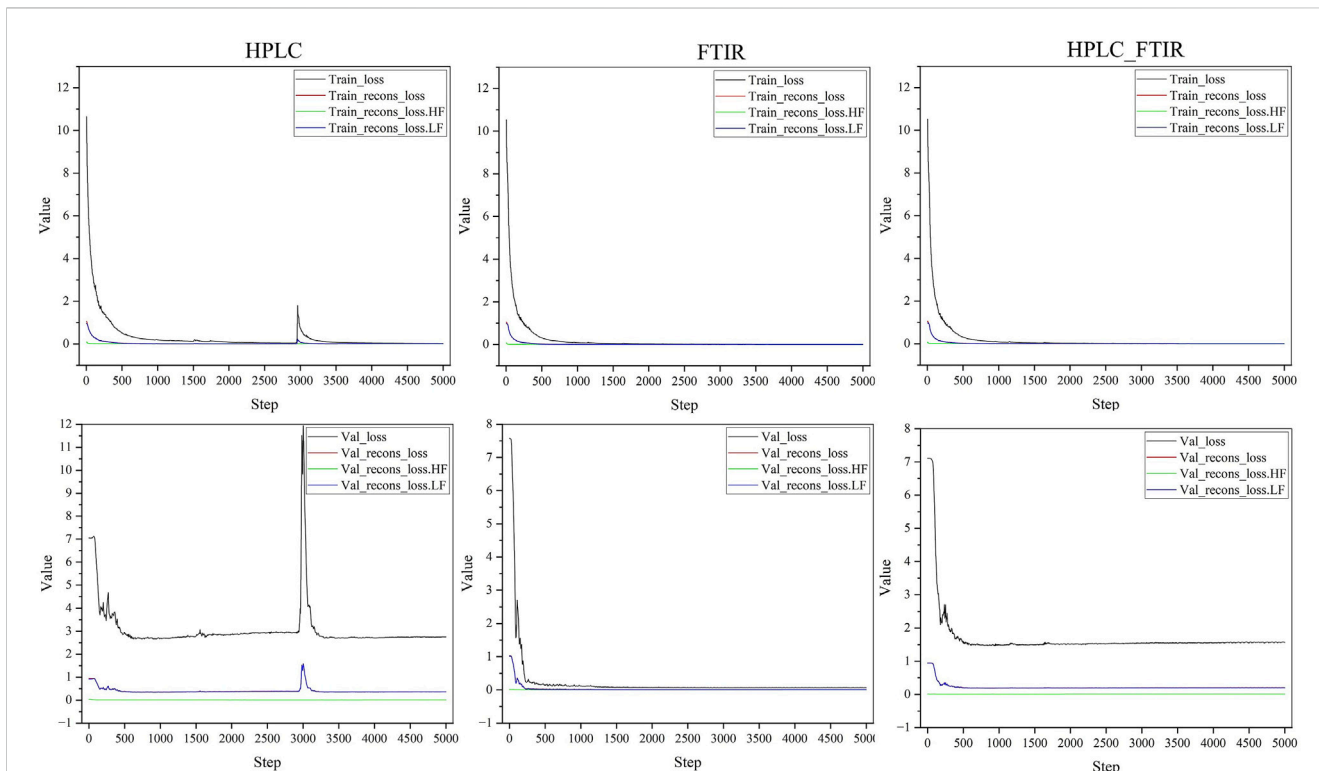 HPLC
12
10
8
6
4
2
0
Value
Train_loss
Train_recons_loss
Train_recons_loss.HF
Train_recons_loss.LF
0 500 1000 1500 2000 2500 3000 3500 4000 4500 5000
Step
FTIR
12
10
8
6
4
2
0
Value
Train_loss
Train_recons_loss
Train_recons_loss.HF
Train_recons_loss.LF
0 500 1000 1500 2000 2500 3000 3500 4000 4500 5000
Step
HPLC_FTIR
12
10
8
6
4
2
0
Value
Train_loss
Train_recons_loss
Train_recons_loss.HF
Train_recons_loss.LF
0 500 1000 1500 2000 2500 3000 3500 4000 4500 5000
Step
12
11
10
9
8
7
6
5
4
3
2
1
0
−1
Value
Val_loss
Val_recons_loss
Val_recons_loss.HF
Val_recons_loss.LF
0 500 1000 1500 2000 2500 3000 3500 4000 4500 5000
Step
8
7
6
5
4
3
2
1
0
−1
Value
Val_loss
Val_recons_loss
Val_recons_loss.HF
Val_recons_loss.LF
0 500 1000 1500 2000 2500 3000 3500 4000 4500 5000
Step
8
7
6
5
4
3
2
1
0
−1
Value
Val_loss
Val_recons_loss
Val_recons_loss.HF
Val_recons_loss.LF
0 500 1000 1500 2000 2500 3000 3500 4000 4500 5000
Step